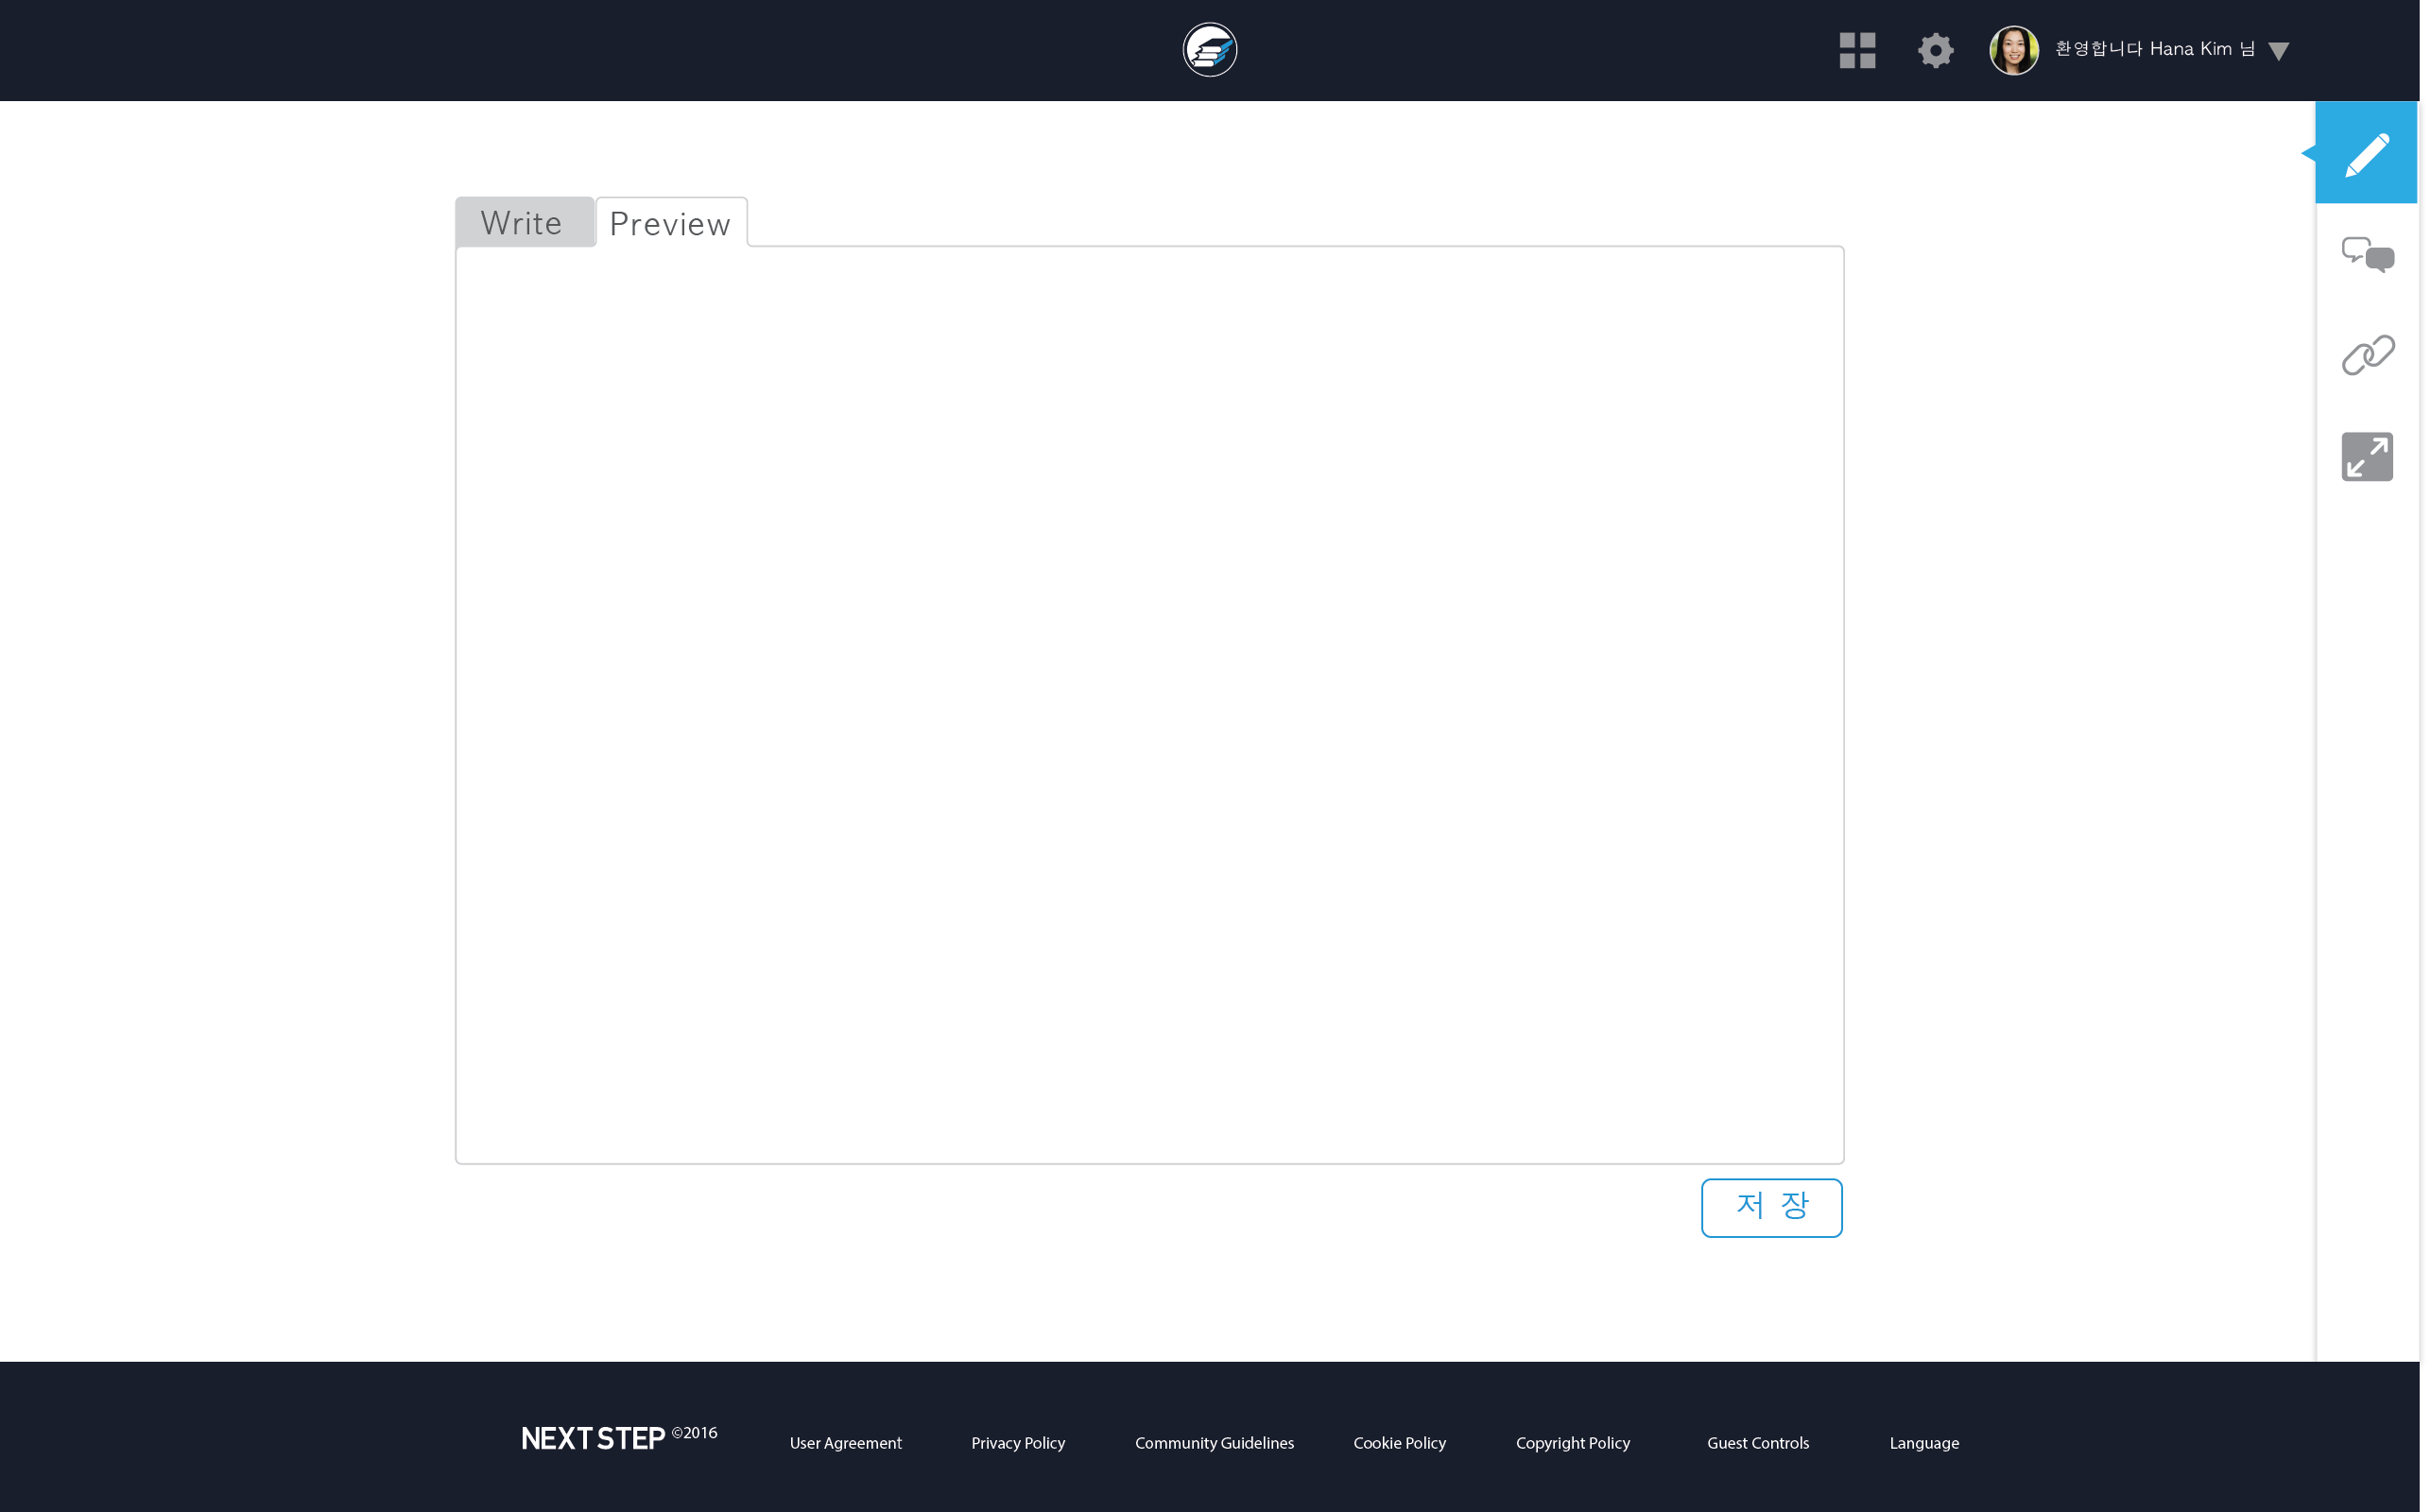 환영합니다 Hana Kim 님
Write
Preview
저 장
NEXT STEP ©2016
User Agreement
Privacy Policy
Community Guidelines
Cookie Policy
Copyright Policy
Guest Controls
Language